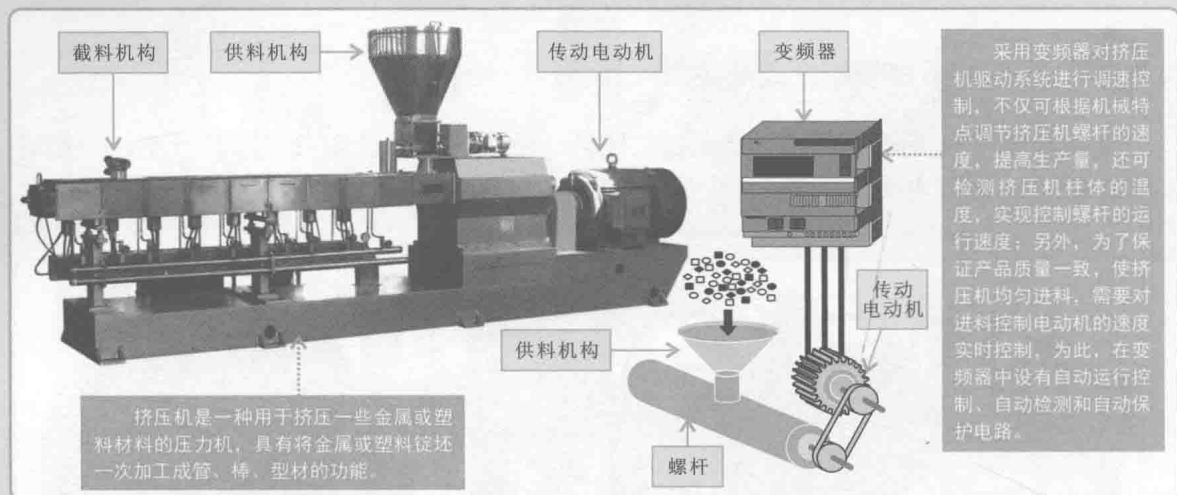 截料机构
供料机构
传动电动机
变频器
采用变频器对挤压
机驱动系统进行调速控
制，不仅可根据机械特
点调节挤压机螺杆的速
度，提高生产量，还可
检测挤压机柱体的温
度，实现控制螺杆的运
行速度；另外，为了保
证产品质量一致，使挤
压机均匀进料，需要对
进料控制电动机的速度
实时控制，为此，在变
频器中设有自动运行控
制、自动检测和自动保
护电路。
传动
电动机
供料机构
螺杆
挤压机是一种用于挤压一些金属或塑
料材料的压力机，具有将金属或塑料锭坯
一次加工成管、棒、型材的功能。